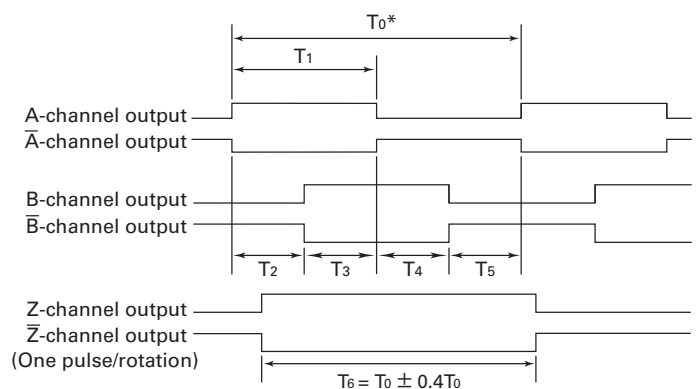 T0*
T1
A-channel output
A̅-channel output
B-channel output
B̅-channel output
T2 T3 T4 T5
Z-channel output
Z̅-channel output
(One pulse/rotation)
T6 = T0 ± 0.4T0